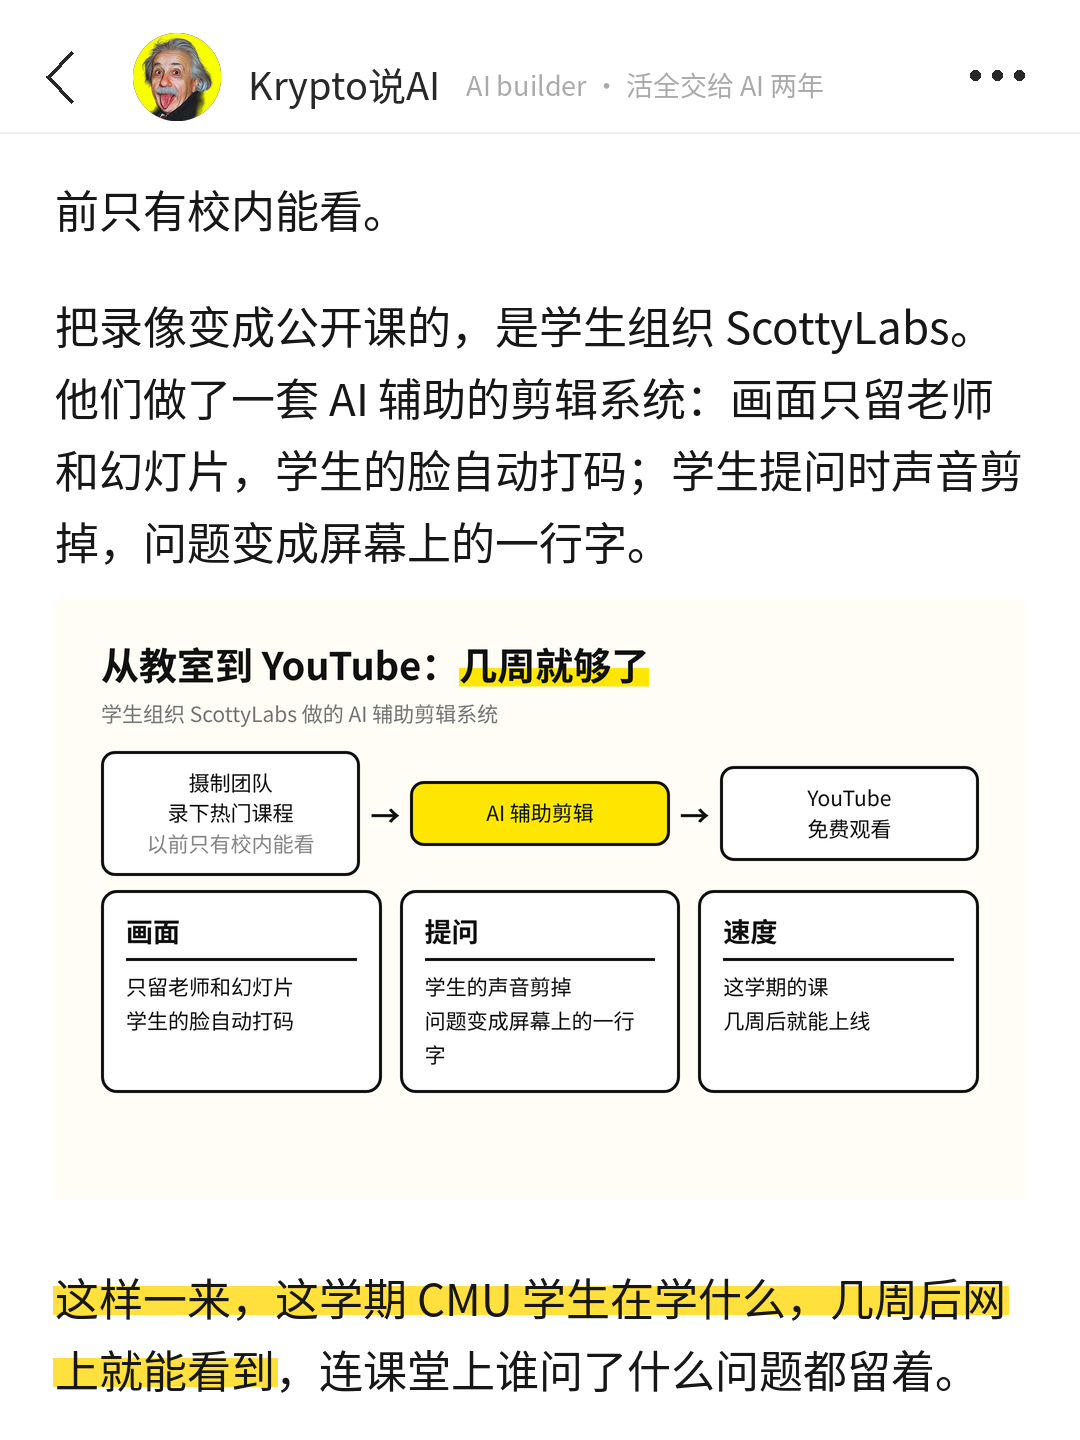 Krypto说AI AI builder · 活全交给 AI 两年
前只有校内能看。
把录像变成公开课的，是学生组织 ScottyLabs。
他们做了一套 AI 辅助的剪辑系统：画面只留老师
和幻灯片，学生的脸自动打码；学生提问时声音剪
掉，问题变成屏幕上的一行字。
从教室到 YouTube：几周就够了
学生组织 ScottyLabs 做的 AI 辅助剪辑系统
摄制团队
录下热门课程
以前只有校内能看
→
AI 辅助剪辑
→
YouTube
免费观看
画面
只留老师和幻灯片
学生的脸自动打码
提问
学生的声音剪掉
问题变成屏幕上的一行
字
速度
这学期的课
几周后就能上线
这样一来，这学期 CMU 学生在学什么，几周后网
上就能看到，连课堂上谁问了什么问题都留着。